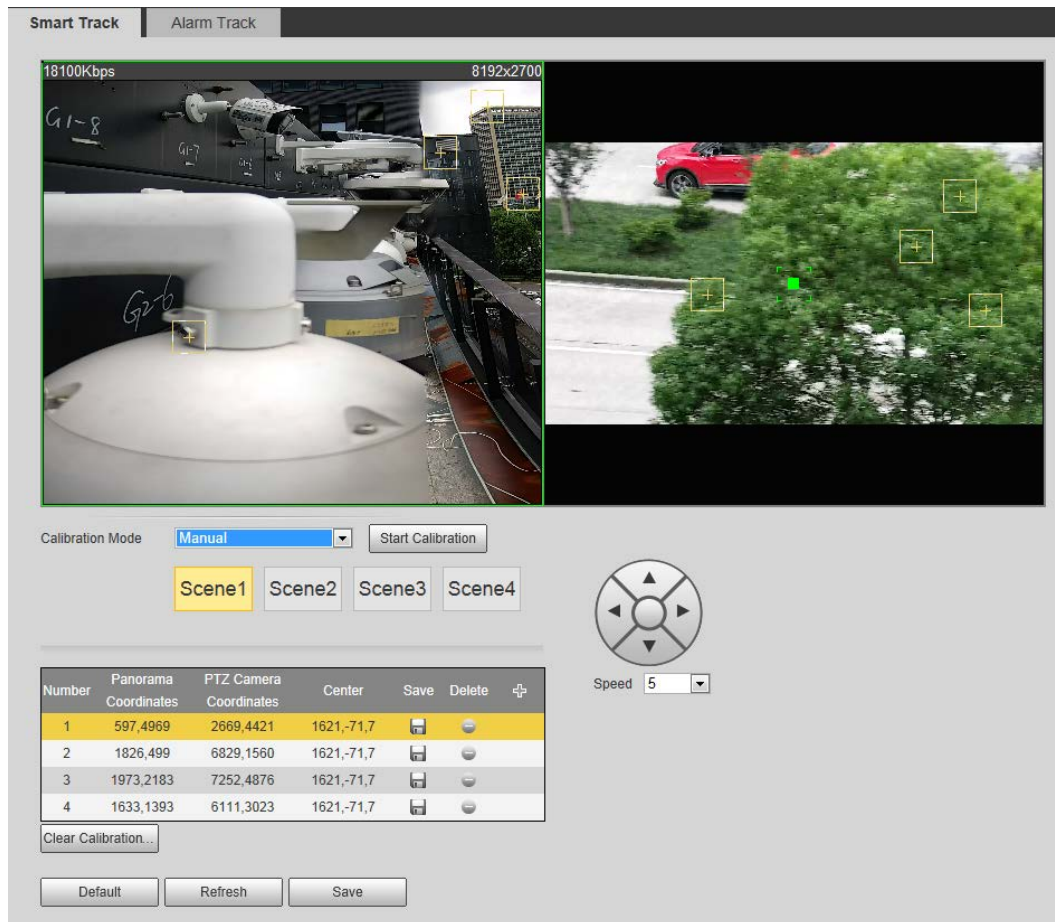 Smart Track
Alarm Track
18100Kbps
8192x2700
G1-8
G1-7
G2-6
Calibration Mode
Manual
Start Calibration
Scene1
Scene2
Scene3
Scene4
Number
Panorama
Coordinates
PTZ Camera
Coordinates
Center
Save
Delete
1 597,4969 2669,4421 1621,-71,7
2 1826,499 6829,1560 1621,-71,7
3 1973,2183 7252,4876 1621,-71,7
4 1633,1393 6111,3023 1621,-71,7
Speed 5
Clear Calibration...
Default
Refresh
Save